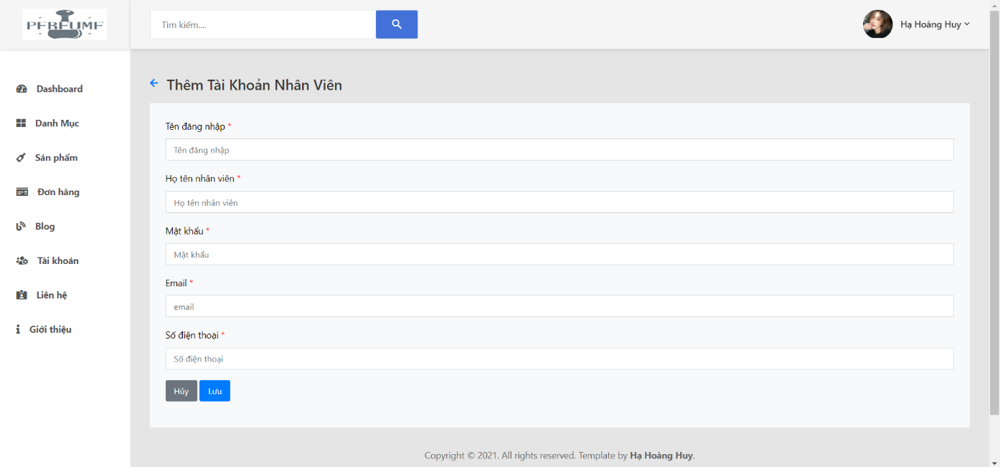 PERFUME
Tìm kiếm....
Hạ Hoàng Huy
Dashboard
Danh Mục
Sản phẩm
Đơn hàng
Blog
Tài khoản
Liên hệ
Giới thiệu
Thêm Tài Khoản Nhân Viên
Tên đăng nhập *
Tên đăng nhập
Họ tên nhân viên *
Họ tên nhân viên
Mật khẩu *
Mật khẩu
Email *
email
Số điện thoại *
Số điện thoại
Hủy Lưu
Copyright © 2021. All rights reserved. Template by Hạ Hoàng Huy.